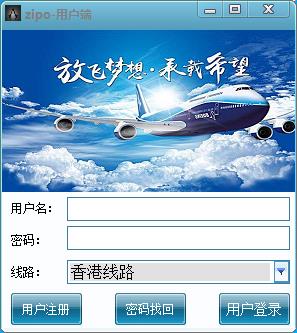 zipo-用户端
放飞梦想·承载希望
用户名：
密码：
线路： 香港线路
用户注册 密码找回 用户登录